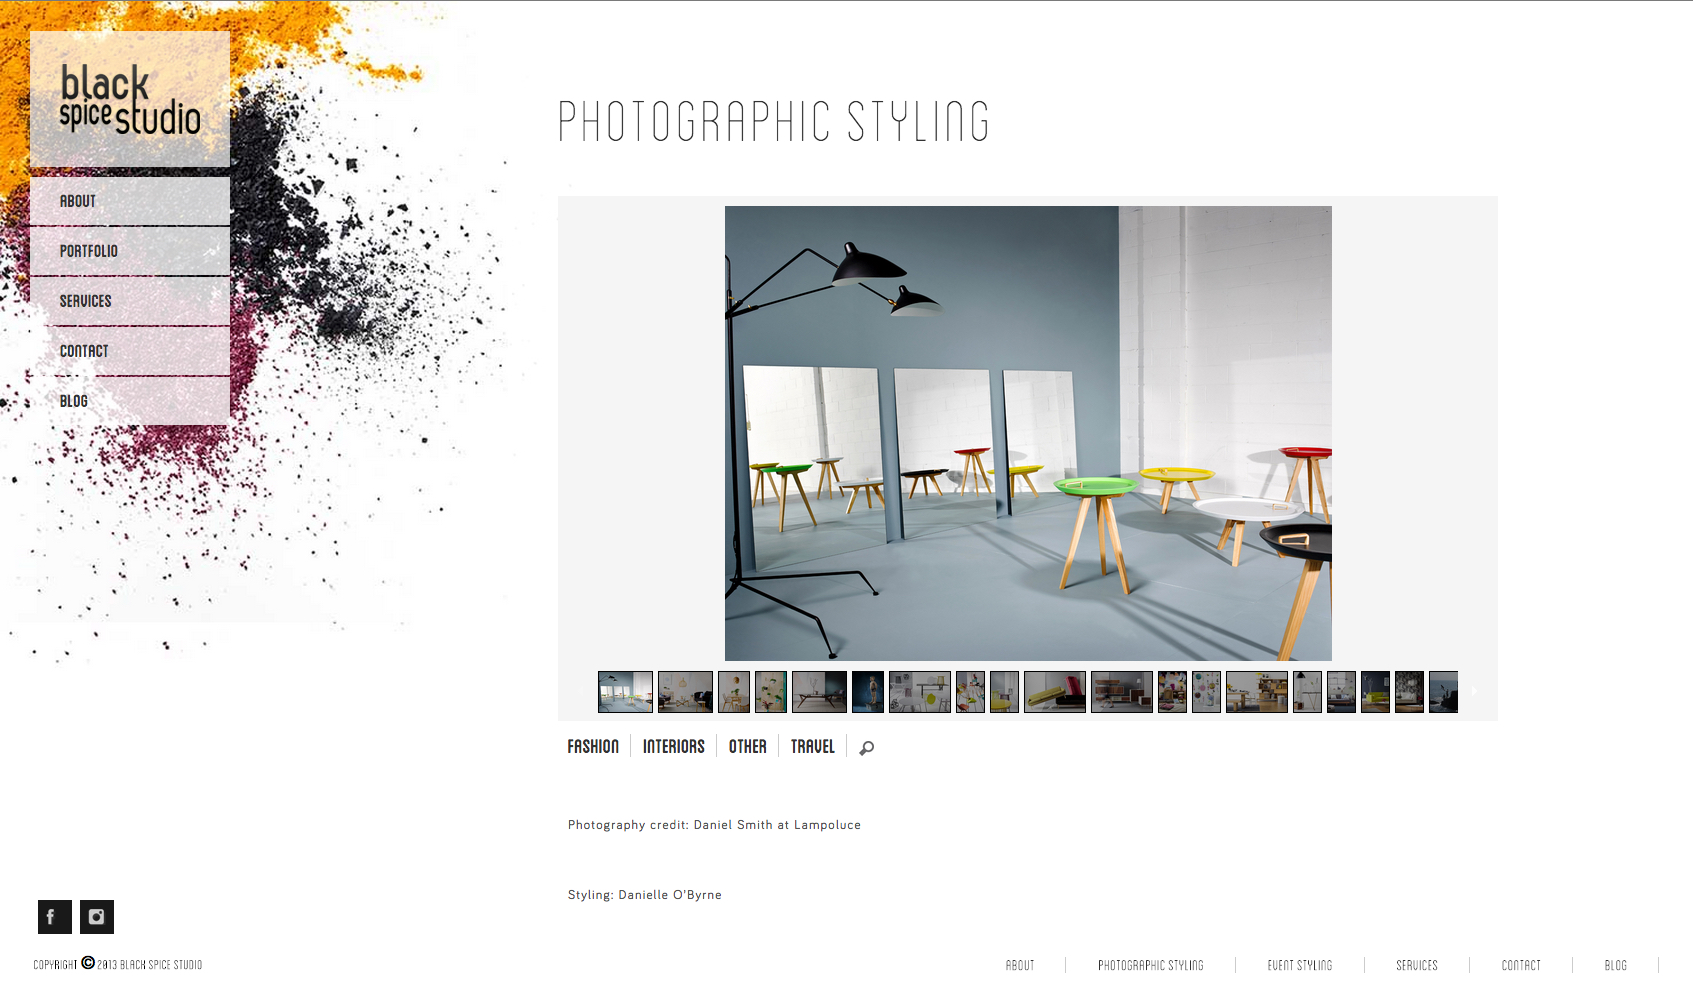 black
spice studio
ABOUT
PORTFOLIO
SERVICES
CONTACT
BLOG
PHOTOGRAPHIC STYLING
FASHION
INTERIORS
OTHER
TRAVEL
Photography credit: Daniel Smith at Lampoluce
Styling: Danielle O'Byrne
f
COPYRIGHT © 2013 BLACK SPICE STUDIO
ABOUT
PHOTOGRAPHIC STYLING
EVENT STYLING
SERVICES
CONTACT
BLOG